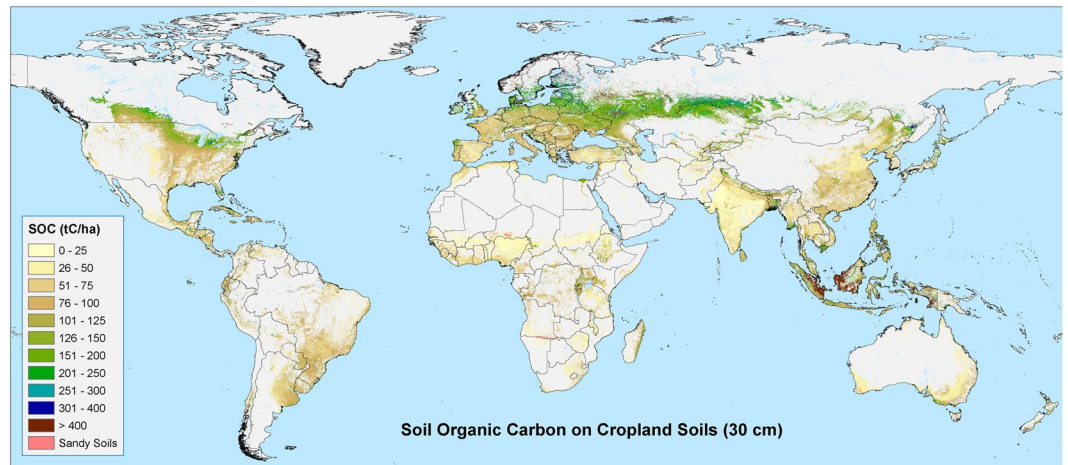 SOC (tC/ha)
0 - 25
26 - 50
51 - 75
76 - 100
101 - 125
126 - 150
151 - 200
201 - 250
251 - 300
301 - 400
> 400
Sandy Soils
Soil Organic Carbon on Cropland Soils (30 cm)